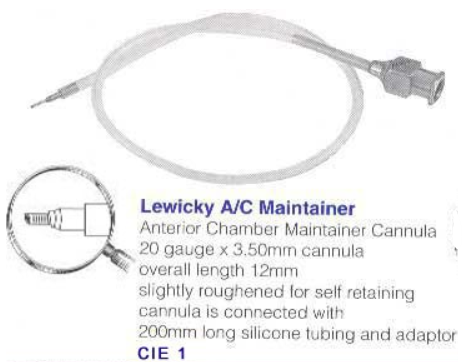 Lewicky A/C Maintainer
Anterior Chamber Maintainer Cannula
20 gauge x 3.50mm cannula
overall length 12mm
slightly roughened for self retaining
cannula is connected with
200mm long silicone tubing and adaptor
CIE 1